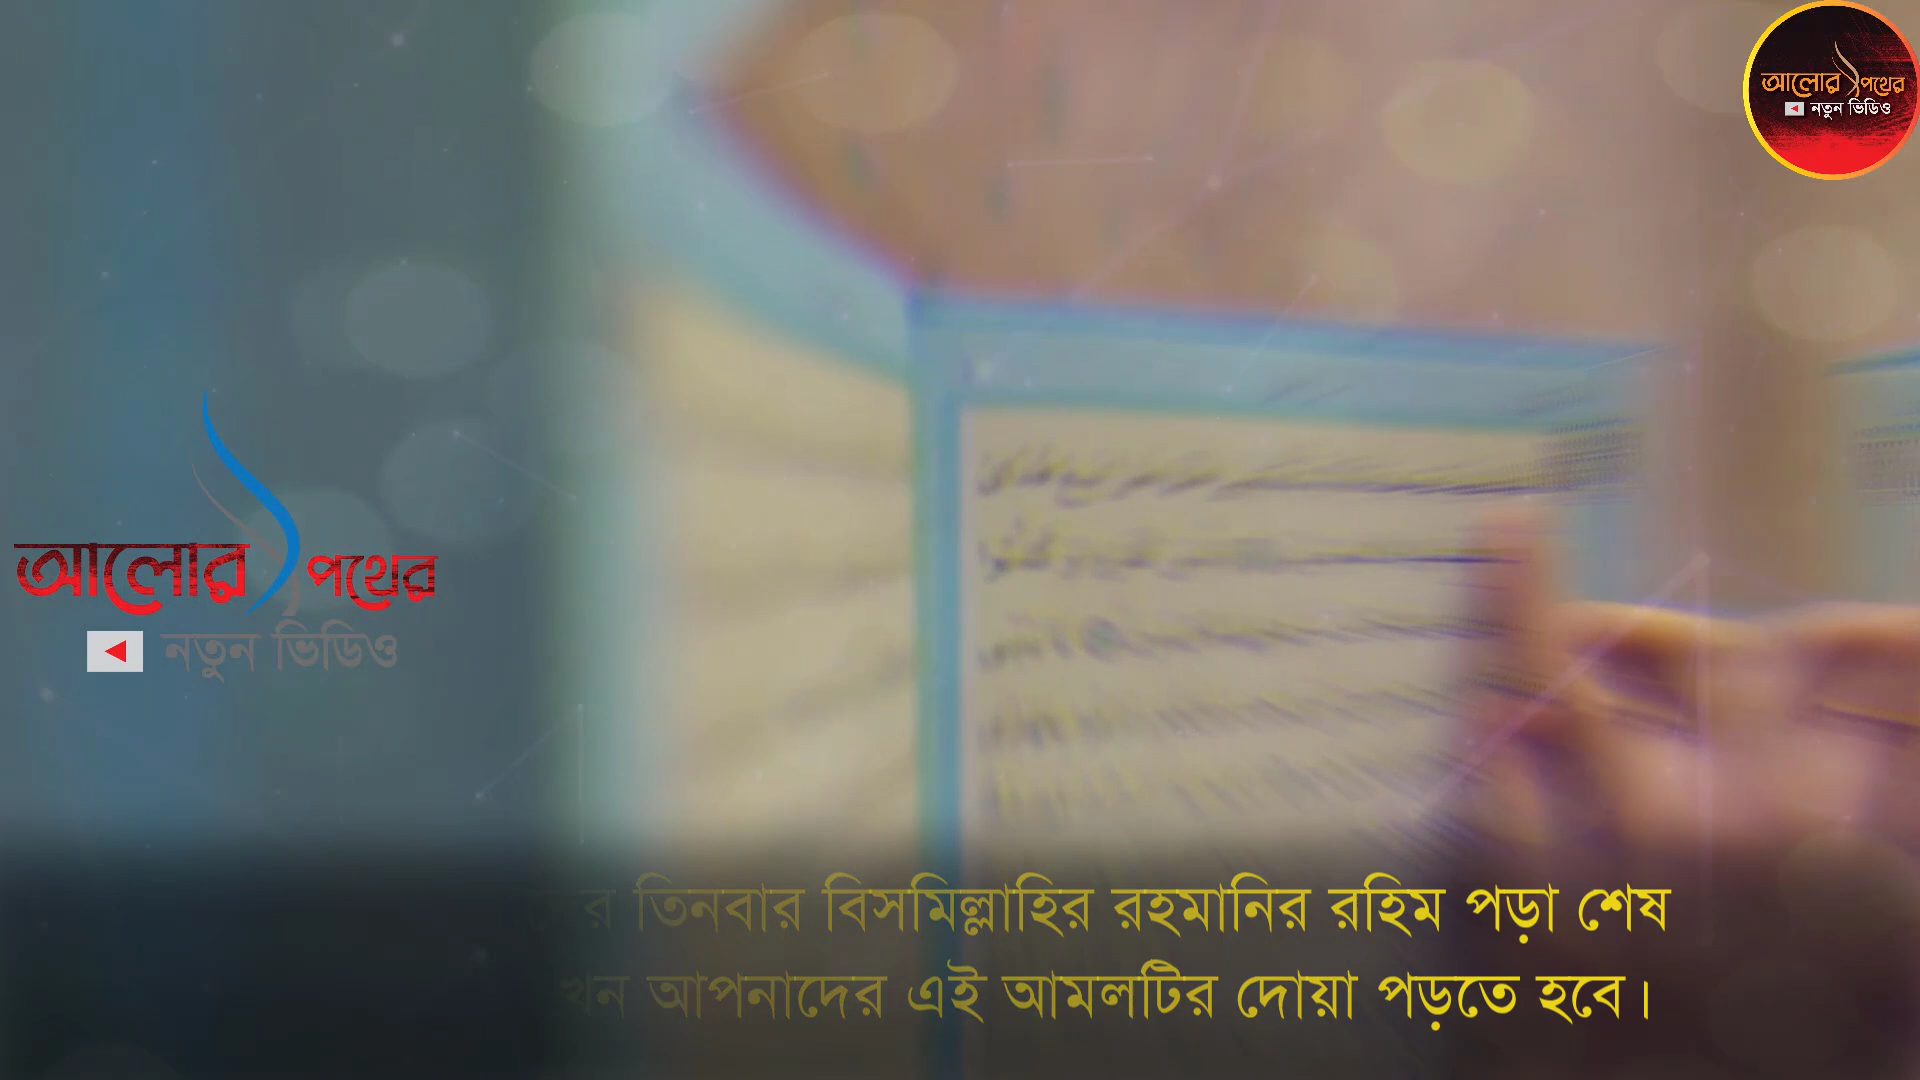 আলোর পথের
নতুন ভিডিও
আলোর পথের
নতুন ভিডিও
তিনবার বিসমিল্লাহির রহমানির রহিম পড়া শেষ
আপনাদের এই আমলটির দোয়া পড়তে হবে।